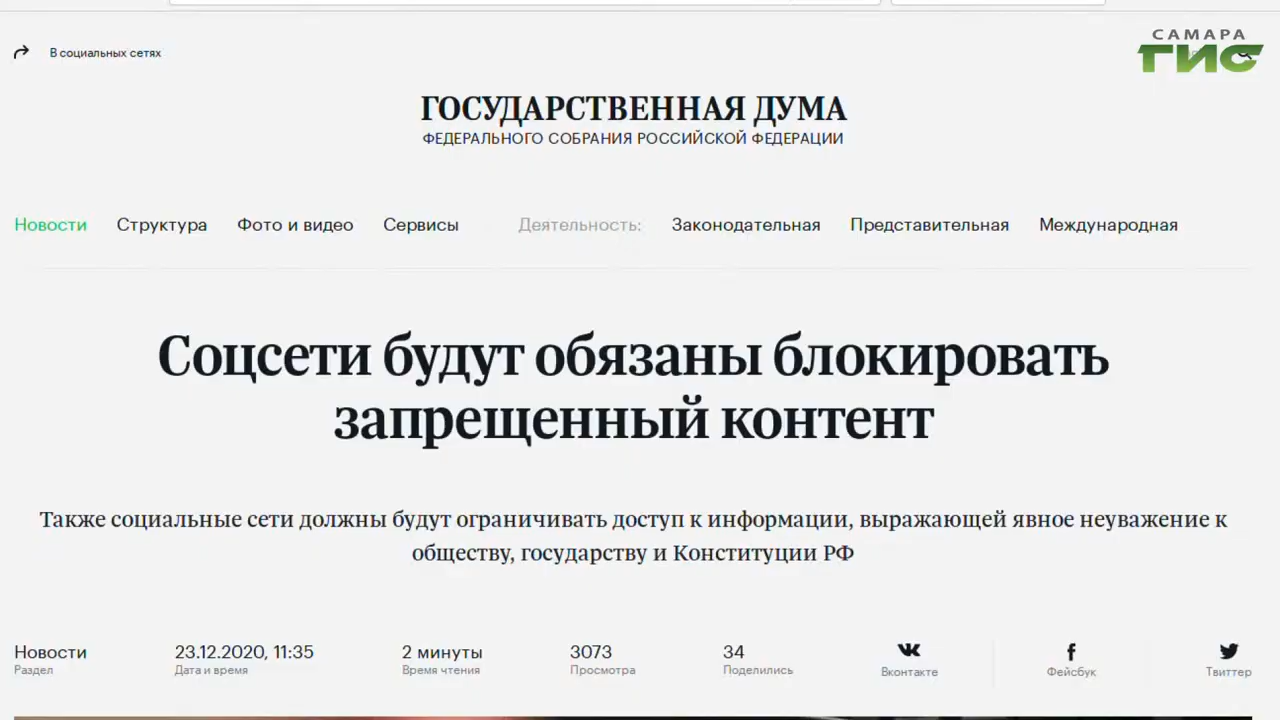 В социальных сетях
САМАРА
ГИС
ГОСУДАРСТВЕННАЯ ДУМА
ФЕДЕРАЛЬНОГО СОБРАНИЯ РОССИЙСКОЙ ФЕДЕРАЦИИ
Новости Структура Фото и видео Сервисы Деятельность: Законодательная Представительная Международная
Соцсети будут обязаны блокировать
запрещенный контент
Также социальные сети должны будут ограничивать доступ к информации, выражающей явное неуважение к
обществу, государству и Конституции РФ
Новости 23.12.2020, 11:35 2 минуты 3073 34
Раздел Дата и время Время чтения Просмотра Поделились Вконтакте Фейсбук Твиттер